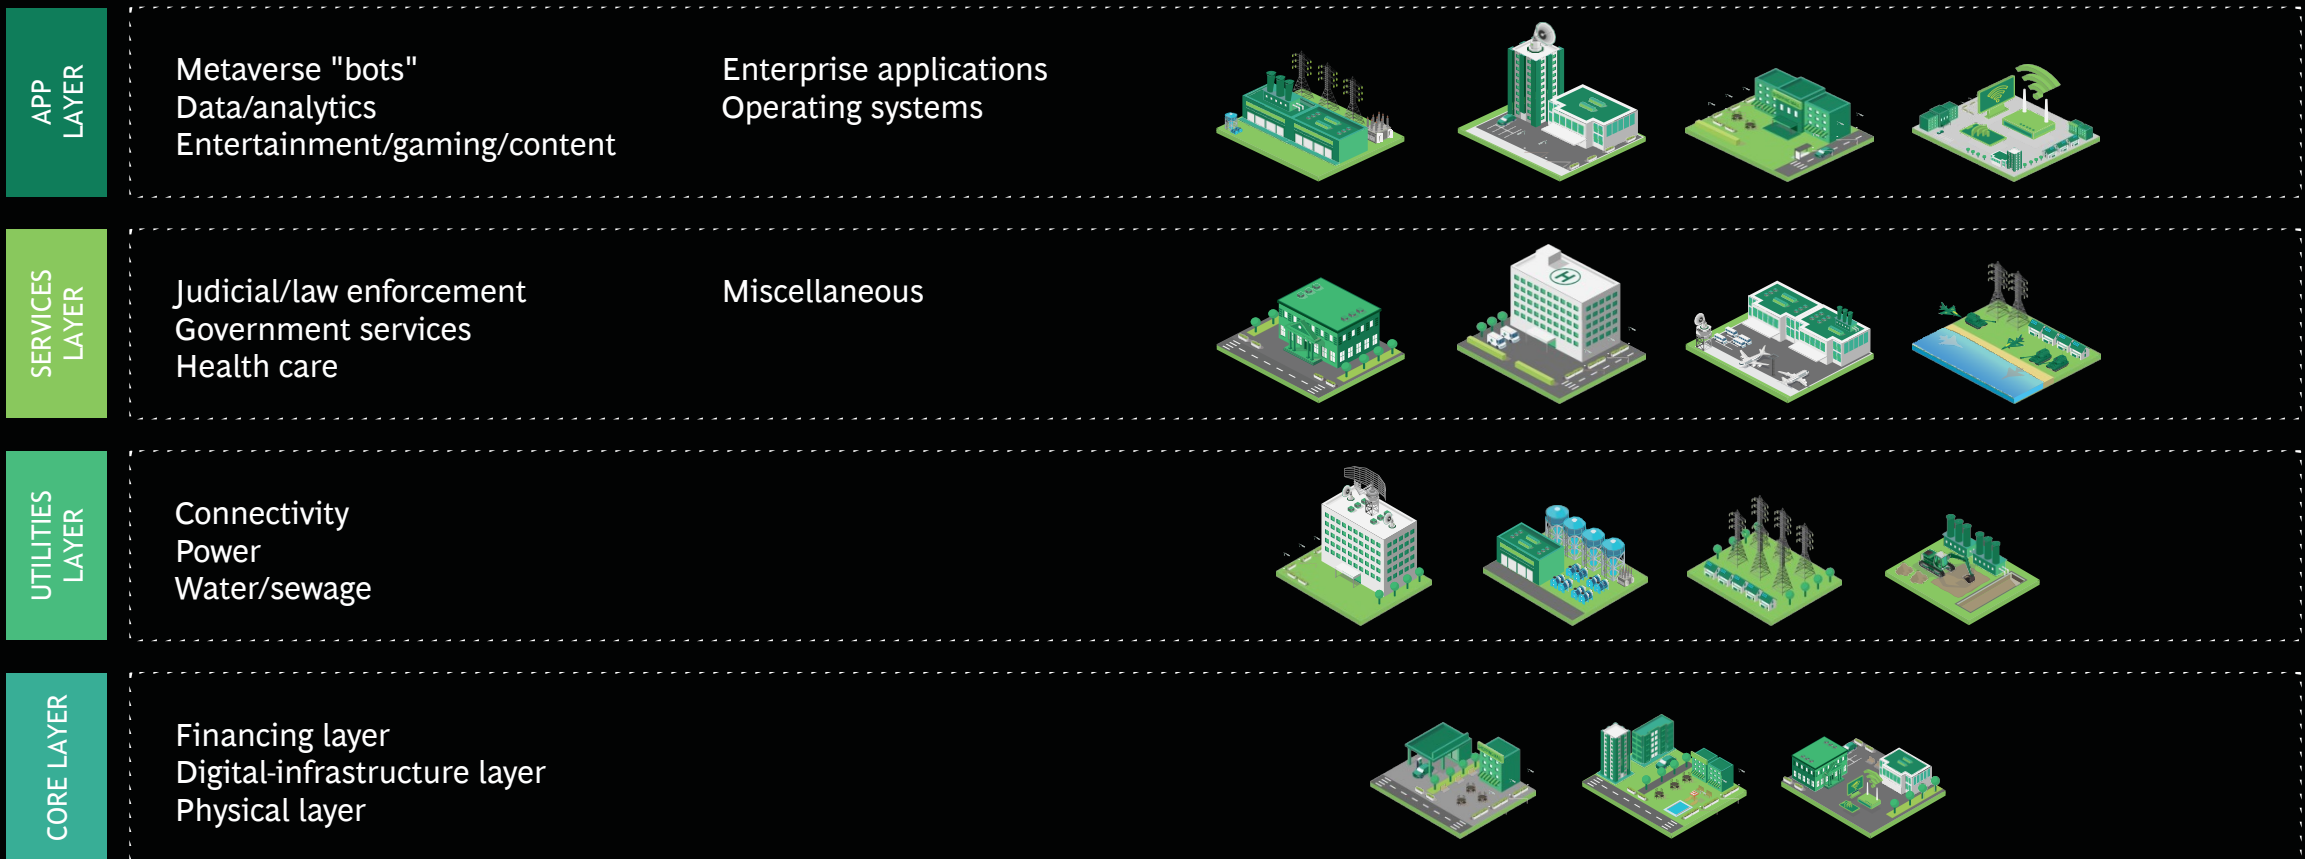 APP
LAYER
Metaverse "bots"
Data/analytics
Entertainment/gaming/content
Enterprise applications
Operating systems
SERVICES
LAYER
Judicial/law enforcement
Government services
Health care
Miscellaneous
H
UTILITIES
LAYER
Connectivity
Power
Water/sewage
CORE LAYER
Financing layer
Digital-infrastructure layer
Physical layer